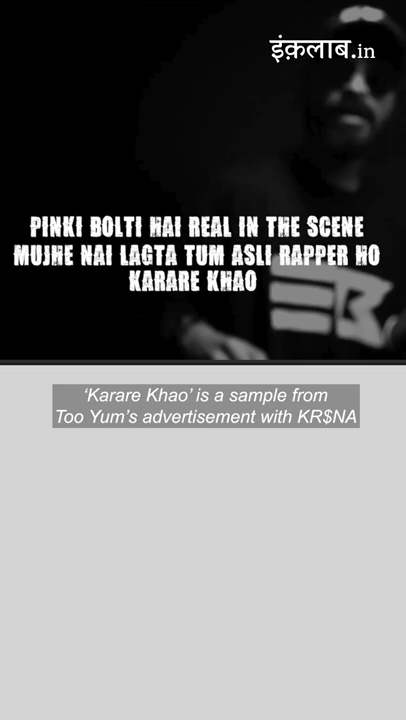 इंक़लाब.in
PINKI BOLTI HAI REAL IN THE SCENE
MUJHE NAI LAGTA TUM ASLI RAPPER HO
KARARE KHAO
‘Karare Khao’ is a sample from
Too Yum’s advertisement with KR$NA